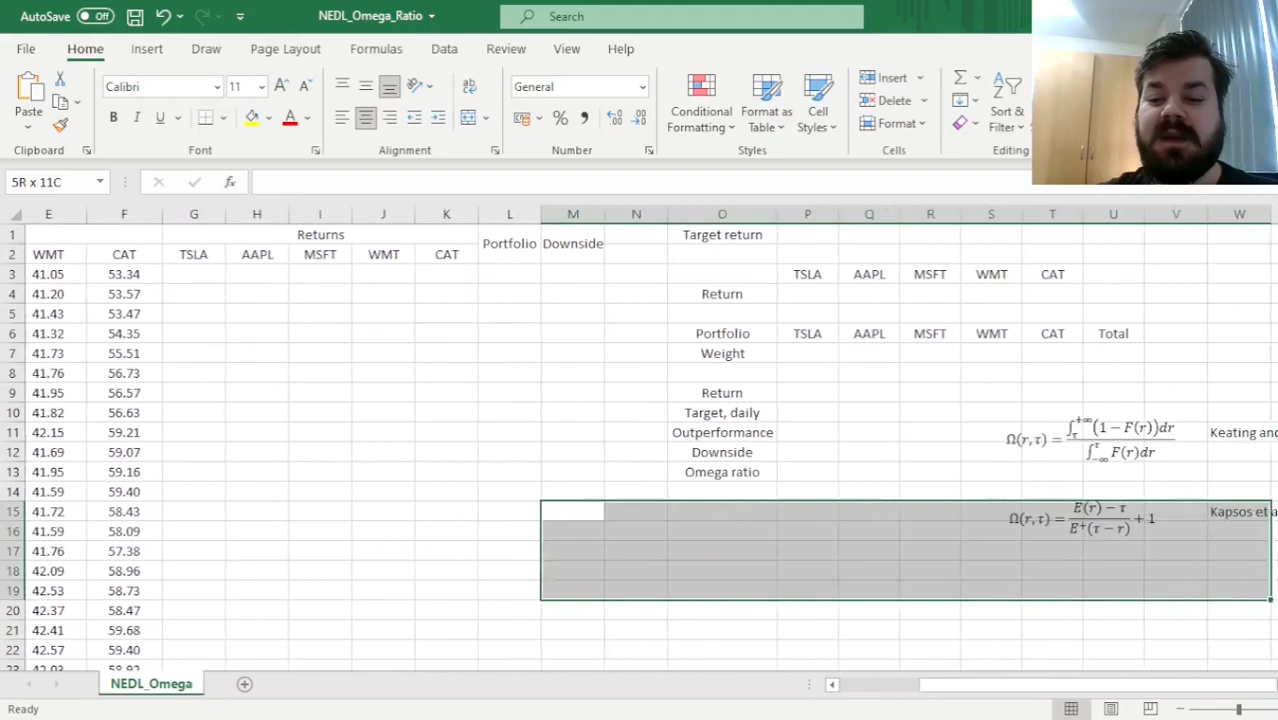 AutoSave Off NEDL_Omega_Ratio Search
File Home Insert Draw Page Layout Formulas Data Review View Help
Calibri 11 General Insert
Paste B I U Conditional Formatting Format as Table Cell Styles Delete Format Sort & Filter
Clipboard Font Alignment Number Styles Cells Editing
5R x 11C fx
E F G H I J K L M N O P Q R S T U V W
1 Returns Portfolio Downside Target return
2 WMT CAT TSLA AAPL MSFT WMT CAT
3 41.05 53.34 TSLA AAPL MSFT WMT CAT
4 41.20 53.57 Return
5 41.43 53.47
6 41.32 54.35 Portfolio TSLA AAPL MSFT WMT CAT Total
7 41.73 55.51 Weight
8 41.76 56.73
9 41.95 56.57 Return
10 41.82 56.63 Target, daily
11 42.15 59.21 Outperformance Ω(r, τ) = ∫τ+∞(1 − F(r))dr / ∫−∞τ F(r)dr Keating and
12 41.69 59.07 Downside
13 41.95 59.16 Omega ratio
14 41.59 59.40
15 41.72 58.43 Ω(r, τ) = E(r) − τ / E+(τ − r) + 1 Kapsos et a
16 41.59 58.09
17 41.76 57.38
18 42.09 58.96
19 42.53 58.73
20 42.37 58.47
21 42.41 59.68
22 42.57 59.40
NEDL_Omega
Ready